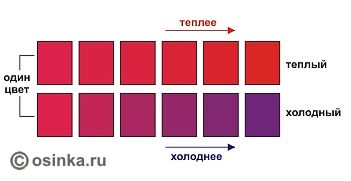 теплее
теплый
один
цвет
холодный
холоднее
© osinka.ru